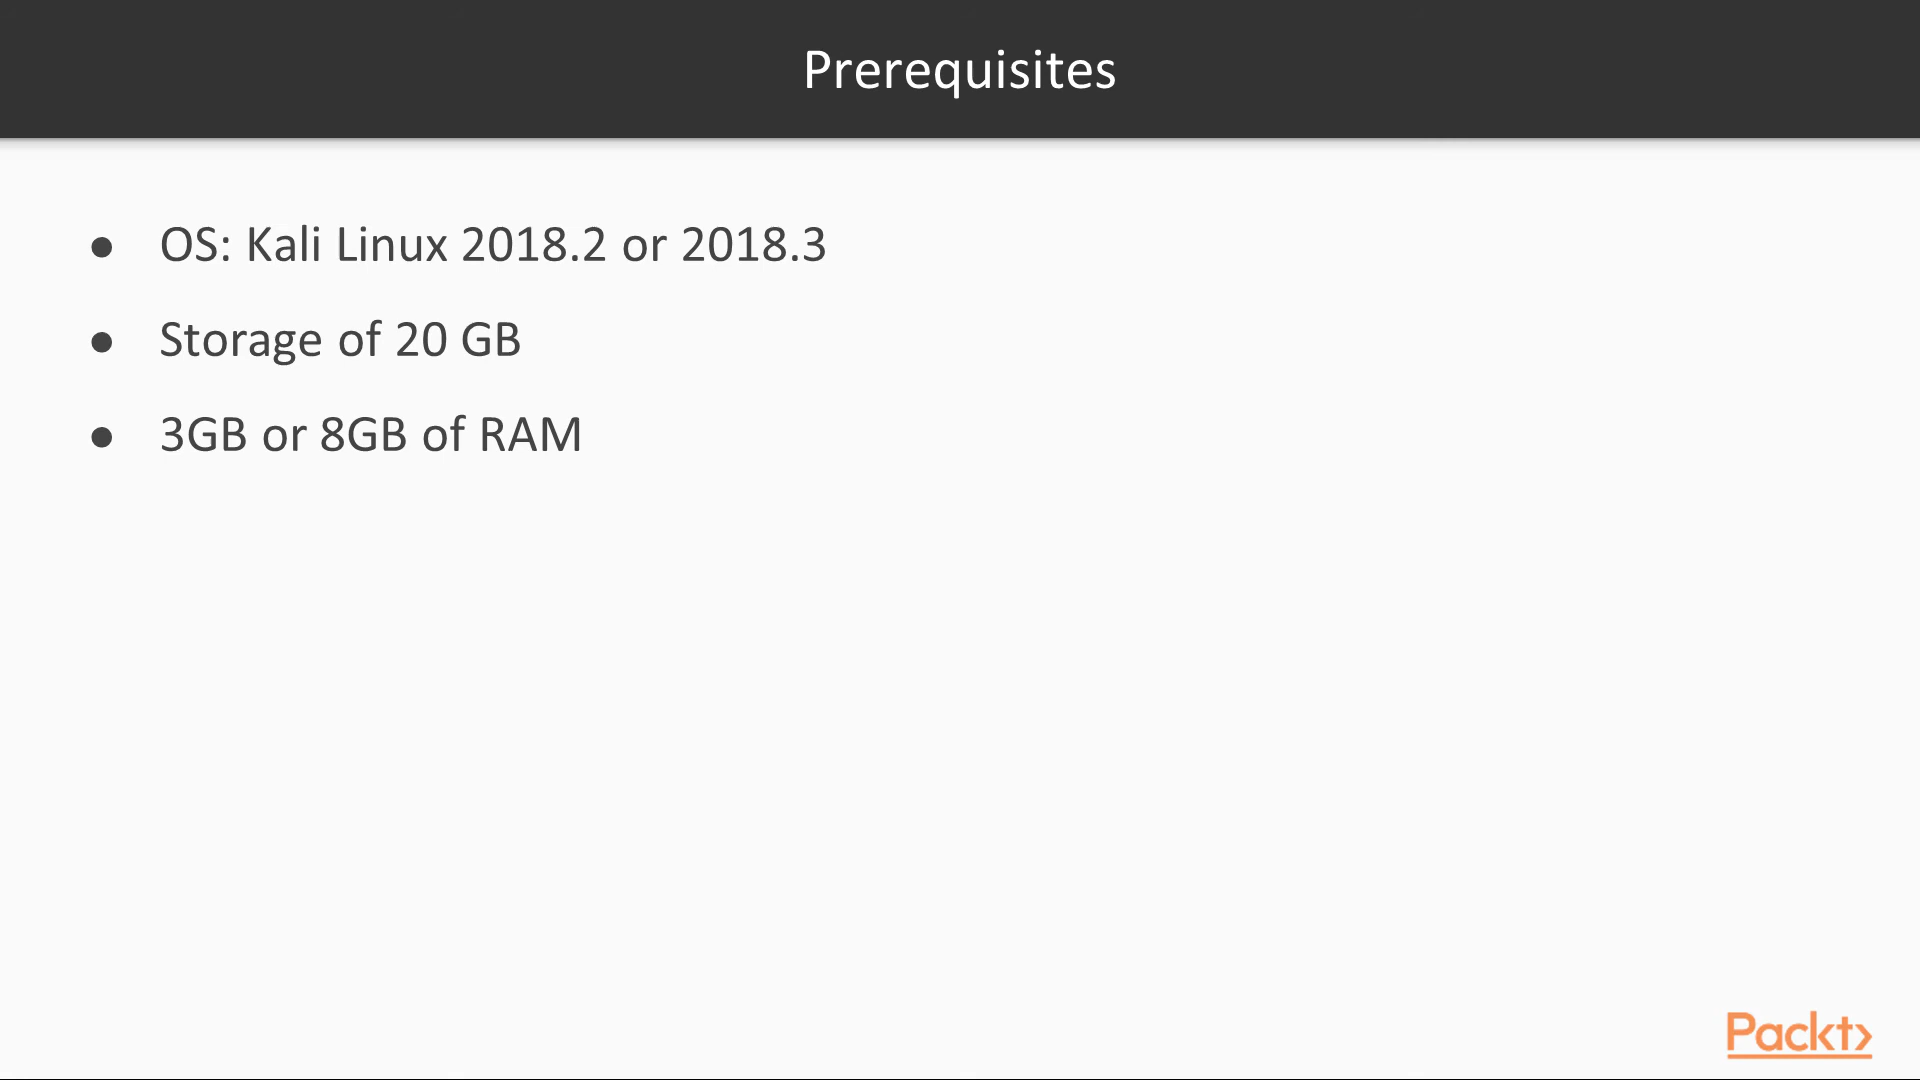 Prerequisites
● OS: Kali Linux 2018.2 or 2018.3
● Storage of 20 GB
● 3GB or 8GB of RAM
Packt>